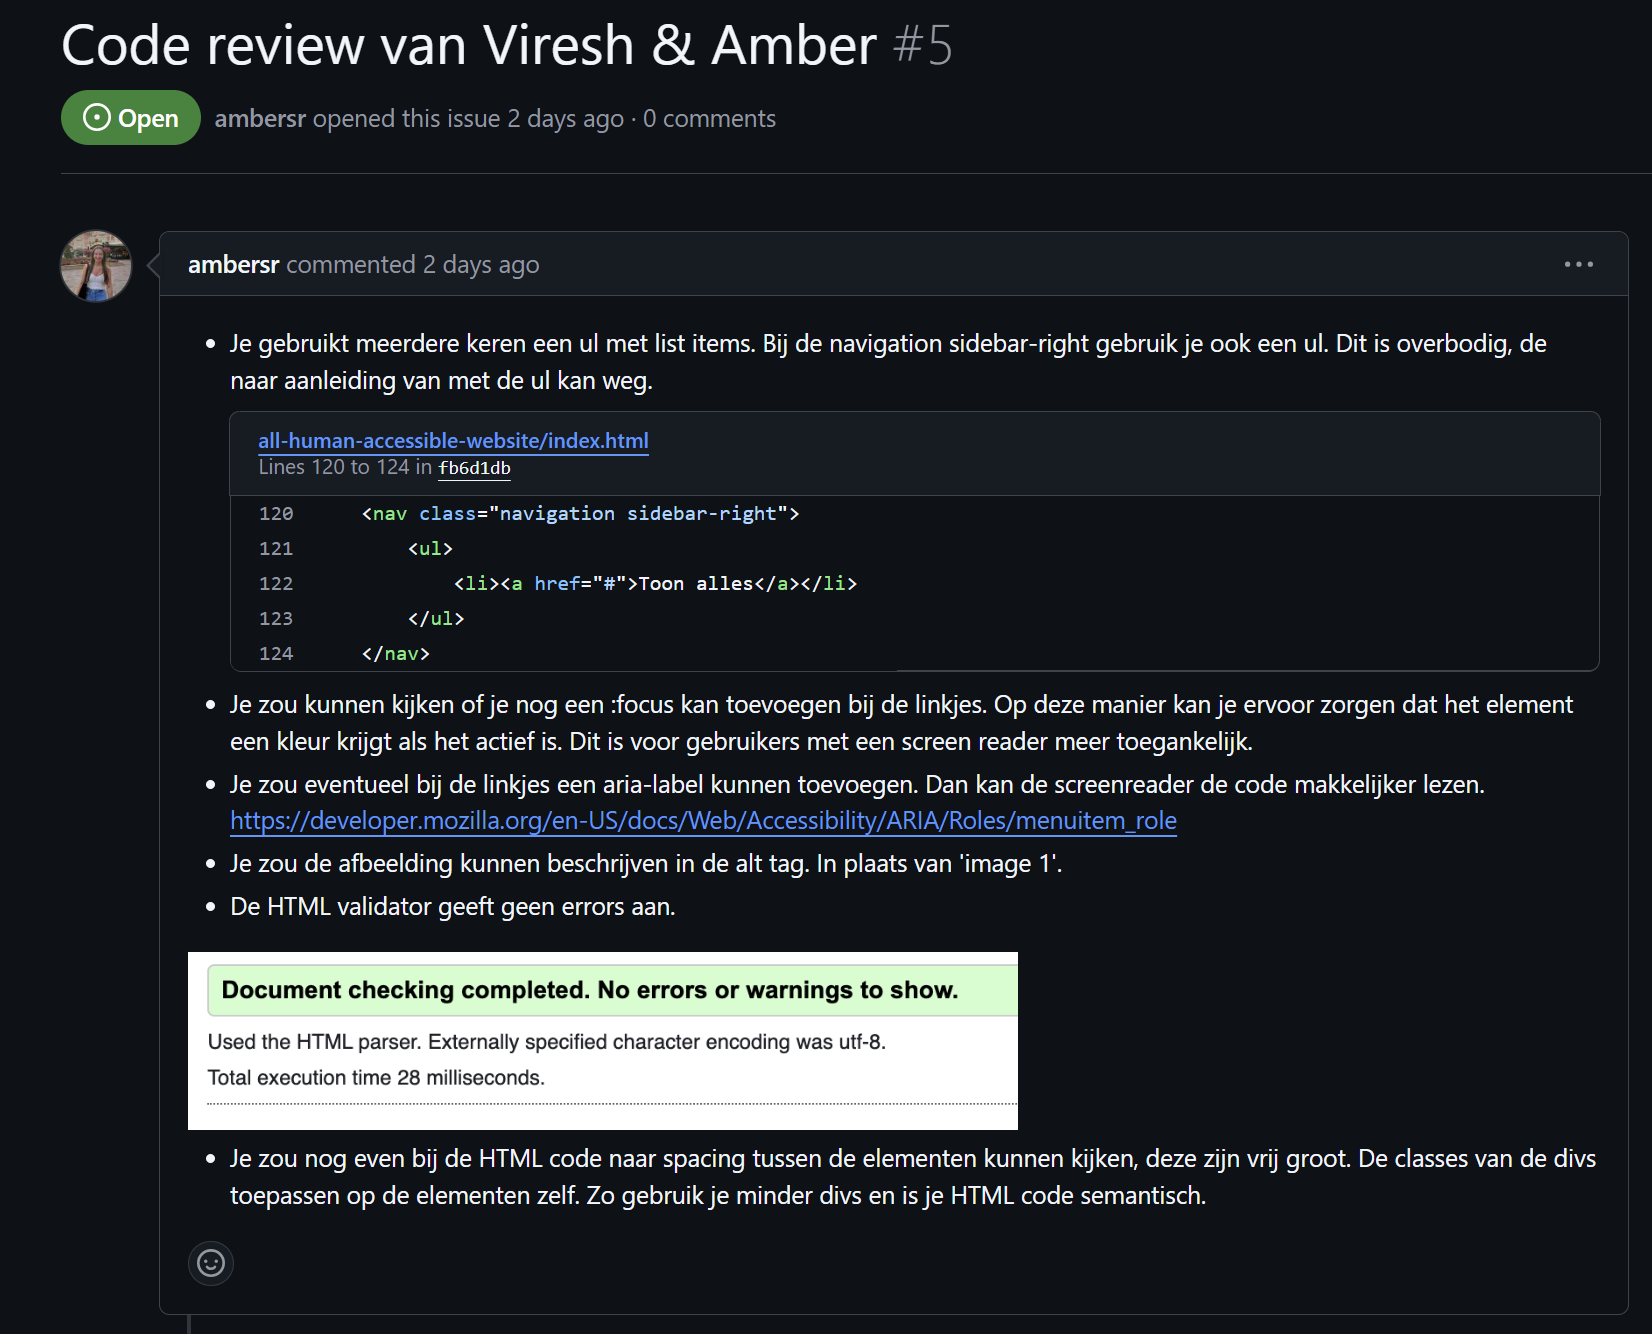 Code review van Viresh & Amber #5
Open
ambersr opened this issue 2 days ago · 0 comments
ambersr commented 2 days ago
Je gebruikt meerdere keren een ul met list items. Bij de navigation sidebar-right gebruik je ook een ul. Dit is overbodig, de
naar aanleiding van met de ul kan weg.
all-human-accessible-website/index.html
Lines 120 to 124 in fb6d1db
120 <nav class="navigation sidebar-right">
121 <ul>
122 <li><a href="#">Toon alles</a></li>
123 </ul>
124 </nav>
Je zou kunnen kijken of je nog een :focus kan toevoegen bij de linkjes. Op deze manier kan je ervoor zorgen dat het element
een kleur krijgt als het actief is. Dit is voor gebruikers met een screen reader meer toegankelijk.
Je zou eventueel bij de linkjes een aria-label kunnen toevoegen. Dan kan de screenreader de code makkelijker lezen.
https://developer.mozilla.org/en-US/docs/Web/Accessibility/ARIA/Roles/menuitem_role
Je zou de afbeelding kunnen beschrijven in de alt tag. In plaats van 'image 1'.
De HTML validator geeft geen errors aan.
Document checking completed. No errors or warnings to show.
Used the HTML parser. Externally specified character encoding was utf-8.
Total execution time 28 milliseconds.
Je zou nog even bij de HTML code naar spacing tussen de elementen kunnen kijken, deze zijn vrij groot. De classes van de divs
toepassen op de elementen zelf. Zo gebruik je minder divs en is je HTML code semantisch.